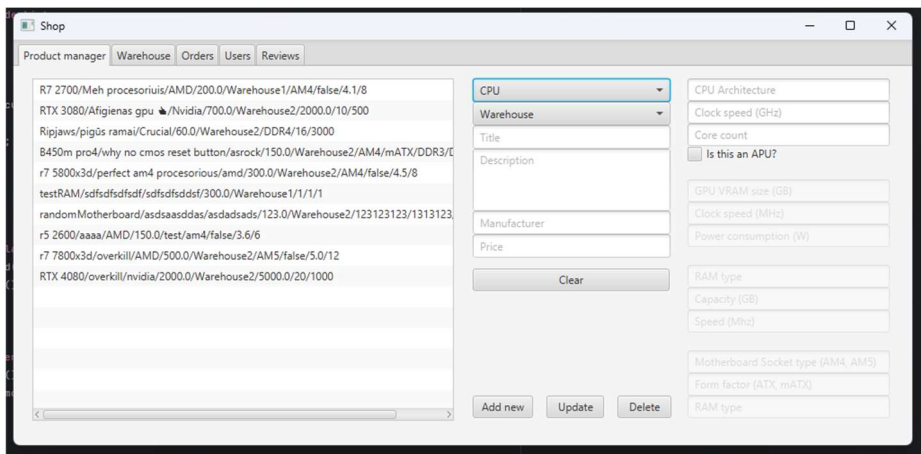 Shop
Product manager Warehouse Orders Users Reviews
R7 2700/Meh procesoriuis/AMD/200.0/Warehouse1/AM4/false/4.1/8
RTX 3080/Afigienas gpu /Nvidia/700.0/Warehouse2/2000.0/10/500
Ripjaws/pigūs ramai/Crucial/60.0/Warehouse2/DDR4/16/3000
B450m pro4/why no cmos reset button/asrock/150.0/Warehouse2/AM4/mATX/DDR3/D
r7 5800x3d/perfect am4 procesorious/amd/300.0/Warehouse2/AM4/false/4.5/8
testRAM/sdfsdfsdfsdf/sdfsdfsddsf/300.0/Warehouse1/1/1/1
randomMotherboard/asdsaasddas/asdadsads/123.0/Warehouse2/123123123/1313123
r5 2600/aaaa/AMD/150.0/test/am4/false/3.6/6
r7 7800x3d/overkill/AMD/500.0/Warehouse2/AM5/false/5.0/12
RTX 4080/overkill/nvidia/2000.0/Warehouse2/5000.0/20/1000
CPU
Warehouse
Title
Description
Manufacturer
Price
Clear
Add new Update Delete
CPU Architecture
Clock speed (GHz)
Core count
Is this an APU?
GPU VRAM size (GB)
Clock speed (MHz)
Power consumption (W)
RAM type
Capacity (GB)
Speed (Mhz)
Motherboard Socket type (AM4, AM5)
Form factor (ATX, mATX)
RAM type